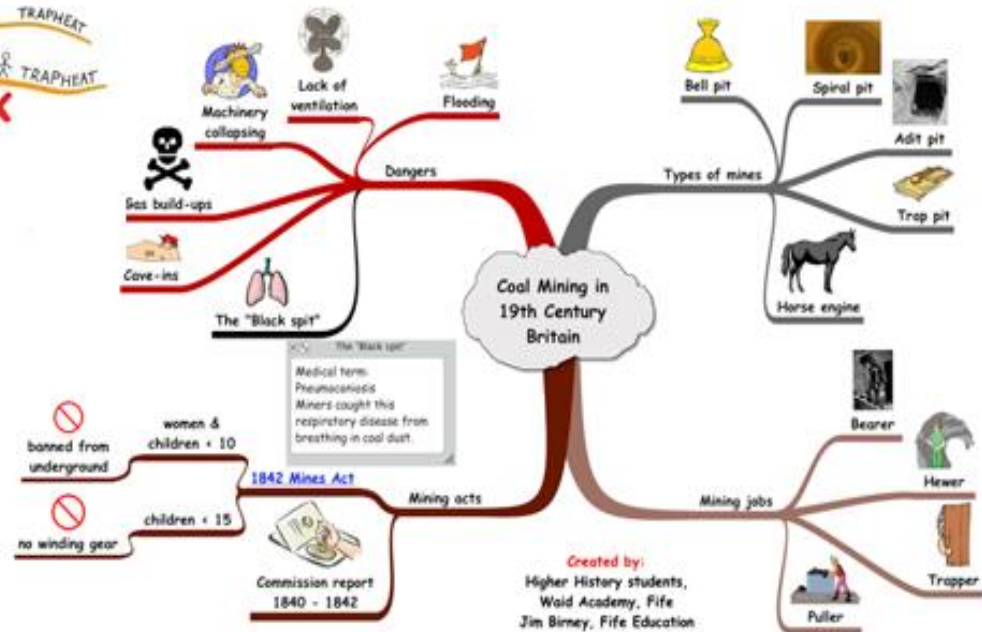 TRAPHEAT
TRAPHEAT
Machinery
collapsing
Lack of
ventilation
Flooding
Gas build-ups
Cave-ins
The "Black spit"
Dangers
Bell pit
Spiral pit
Adit pit
Trap pit
Horse engine
Types of mines
Coal Mining in
19th Century
Britain
The "Black spit"
Medical term:
Pneumoconiosis
Miners caught this
respiratory disease from
breathing in coal dust.
banned from
underground
women &
children < 10
1842 Mines Act
children < 15
no winding gear
Mining acts
Commission report
1840 - 1842
Bearer
Hewer
Mining jobs
Trapper
Puller
Created by:
Higher History students,
Waid Academy, Fife
Jim Birney, Fife Education